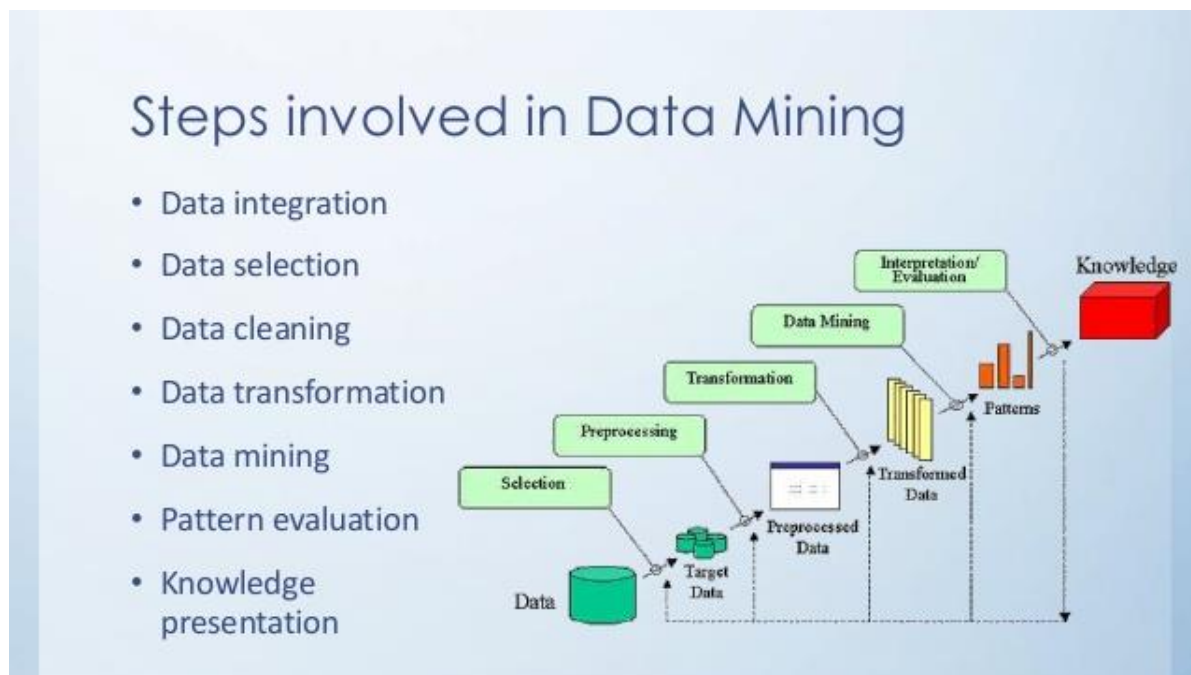 Steps involved in Data Mining
• Data integration
• Data selection
• Data cleaning
• Data transformation
• Data mining
• Pattern evaluation
• Knowledge
presentation
Interpretation/
Evaluation
Knowledge
Data Mining
Transformation
Patterns
Preprocessing
Transformed
Data
Selection
Preprocessed
Data
Target
Data
Data